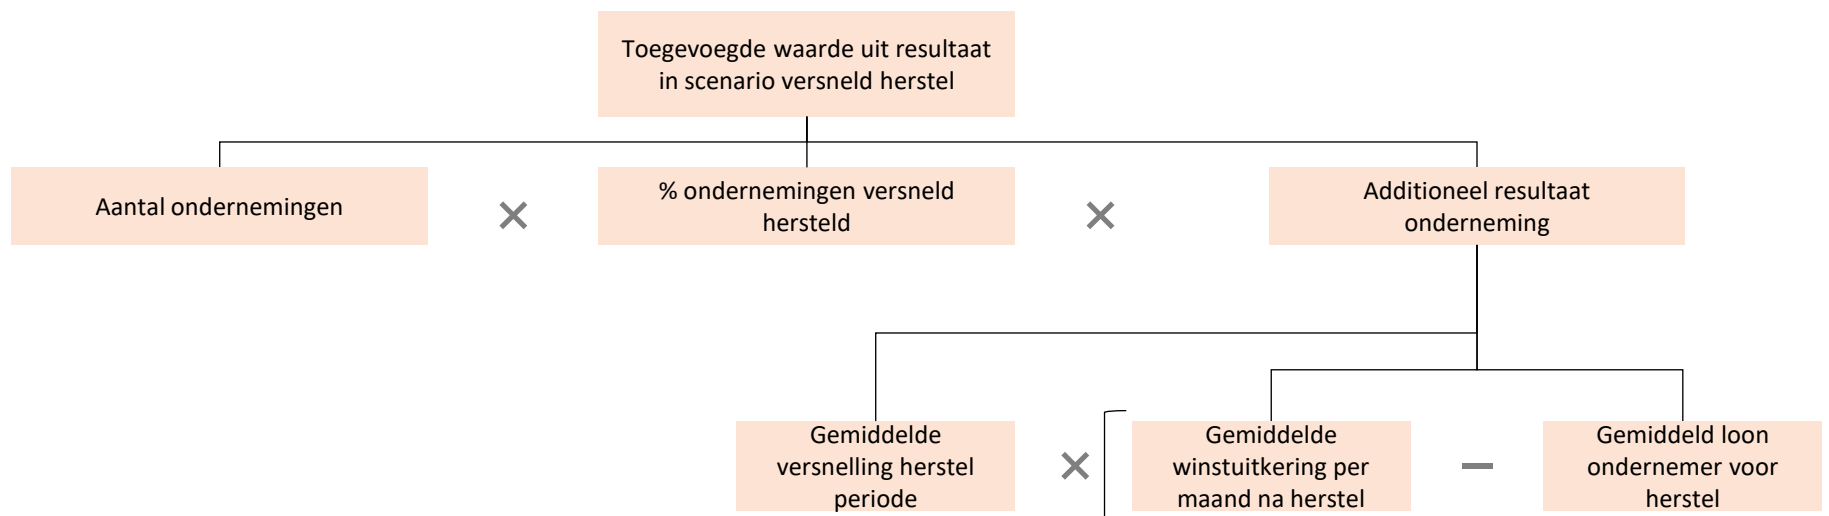 Toegevoegde waarde uit resultaat
in scenario versneld herstel
Aantal ondernemingen
×
% ondernemingen versneld
hersteld
×
Additioneel resultaat
onderneming
Gemiddelde
versnelling herstel
periode
×
Gemiddelde
winstuitkering per
maand na herstel
–
Gemiddeld loon
ondernemer voor
herstel